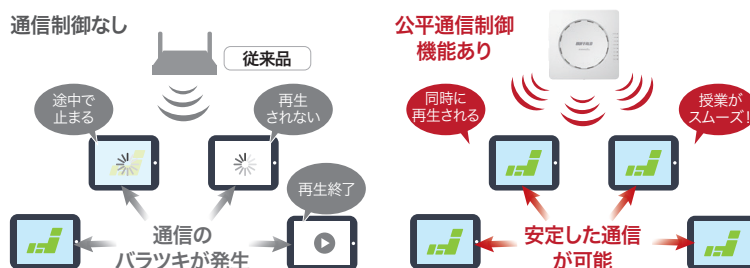 通信制御なし
従来品
途中で
止まる
再生
されない
再生終了
通信の
バラツキが発生
公平通信制御
機能あり
BUFFALO
同時に
再生される
授業が
スムーズ!
安定した通信
が可能